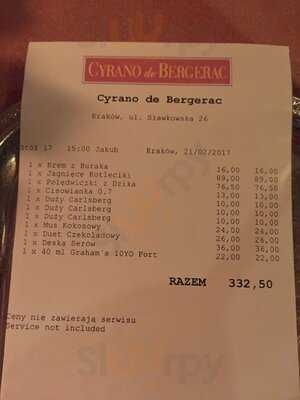 CYRANO de BERGERAC
Cyrano de Bergerac
Kraków, ul. Sławkowska 26
Stół 17 15:00 Jakub Kraków, 21/02/2017
1 x Krem z Buraka 16,00 16,00
1 x Jagnięce Kotleciki 89,00 89,00
1 x Polędwiczki z Dzika 76,50 76,50
1 x Cisowianka 0,7 13,00 13,00
1 x Duży Carlsberg 10,00 10,00
1 x Duży Carlsberg 10,00 10,00
1 x Duży Carlsberg 10,00 10,00
1 x Mus Kokosowy 24,00 24,00
1 x Duet Czekoladowy 26,00 26,00
1 x Deska Serów 36,00 36,00
1 x 40 ml Graham's 10YO Port 22,00 22,00
RAZEM 332,50
Ceny nie zawierają serwisu
Service not included